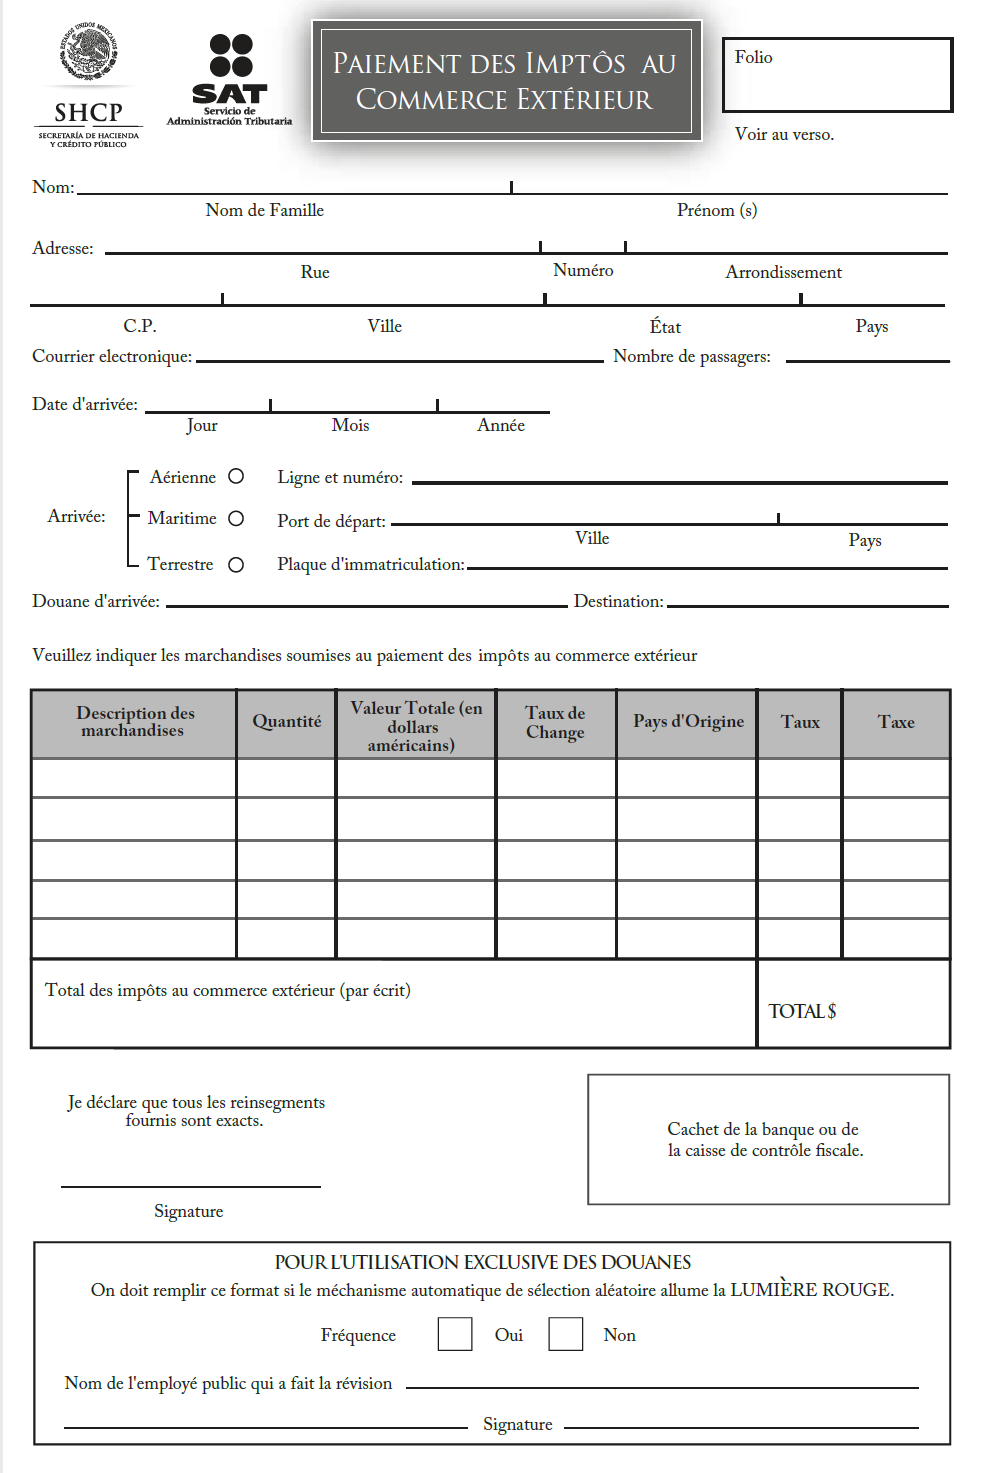 ESTADOS UNIDOS MEXICANOS
SHCP
SECRETARÍA DE HACIENDA
Y CRÉDITO PÚBLICO
SAT
Servicio de
Administración Tributaria
PAIEMENT DES IMPTÔS AU
COMMERCE EXTÉRIEUR
Folio
Voir au verso.
Nom:
Nom de Famille Prénom (s)
Adresse:
Rue Numéro Arrondissement
C.P. Ville État Pays
Courrier electronique: Nombre de passagers:
Date d'arrivée:
Jour Mois Année
Arrivée:
Aérienne Ligne et numéro:
Maritime Port de départ:
Ville Pays
Terrestre Plaque d'immatriculation:
Douane d'arrivée: Destination:
Veuillez indiquer les marchandises soumises au paiement des impôts au commerce extérieur
Description des
marchandises
Quantité
Valeur Totale (en
dollars
américains)
Taux de
Change
Pays d'Origine
Taux
Taxe
Total des impôts au commerce extérieur (par écrit)
TOTAL $
Je déclare que tous les reinsegments
fournis sont exacts.
Signature
Cachet de la banque ou de
la caisse de contrôle fiscale.
POUR L'UTILISATION EXCLUSIVE DES DOUANES
On doit remplir ce format si le méchanisme automatique de sélection aléatoire allume la LUMIÈRE ROUGE.
Fréquence Oui Non
Nom de l'employé public qui a fait la révision
Signature